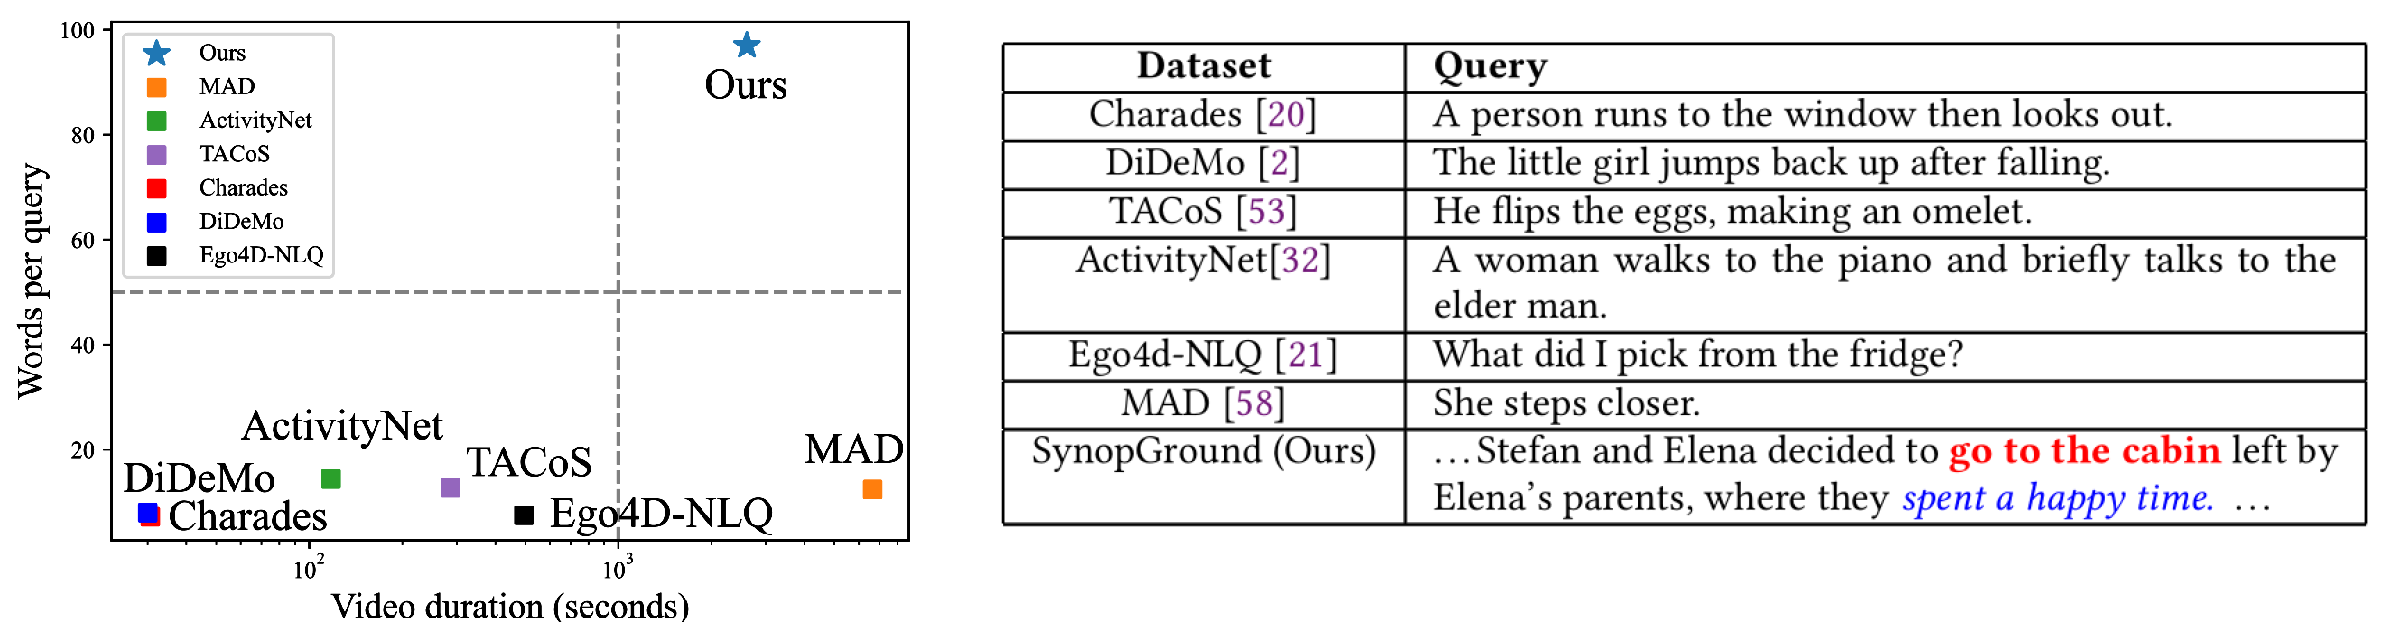 100
80
60
40
20
Words per query
Ours
MAD
ActivityNet
TACoS
Charades
DiDeMo
Ego4D-NLQ
Ours
ActivityNet
TACoS
MAD
DiDeMo
Charades
Ego4D-NLQ
10²
10³
Video duration (seconds)
Dataset Query
Charades [20] A person runs to the window then looks out.
DiDeMo [2] The little girl jumps back up after falling.
TACoS [53] He flips the eggs, making an omelet.
ActivityNet[32] A woman walks to the piano and briefly talks to the
elder man.
Ego4d-NLQ [21] What did I pick from the fridge?
MAD [58] She steps closer.
SynopGround (Ours) …Stefan and Elena decided to go to the cabin left by
Elena’s parents, where they spent a happy time. …